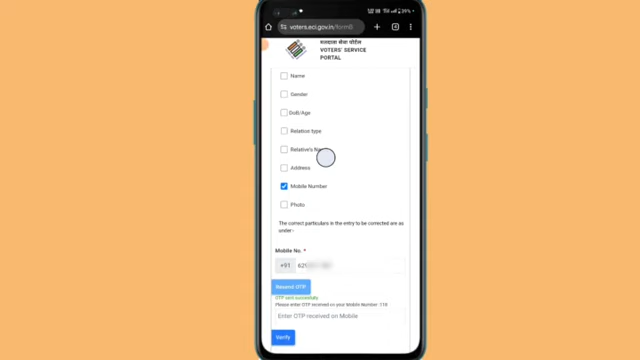 voters.eci.gov.in/form8
मतदाता सेवा पोर्टल
VOTERS' SERVICE
PORTAL
Name
Gender
DoB/Age
Relation type
Relative's
Address
Mobile Number
Photo
The correct particulars in the entry to be corrected are as
under:-
Mobile No. *
+91
Resend OTP
OTP sent successfully
Please enter OTP received on your Mobile Number
Enter OTP received on Mobile
Verify